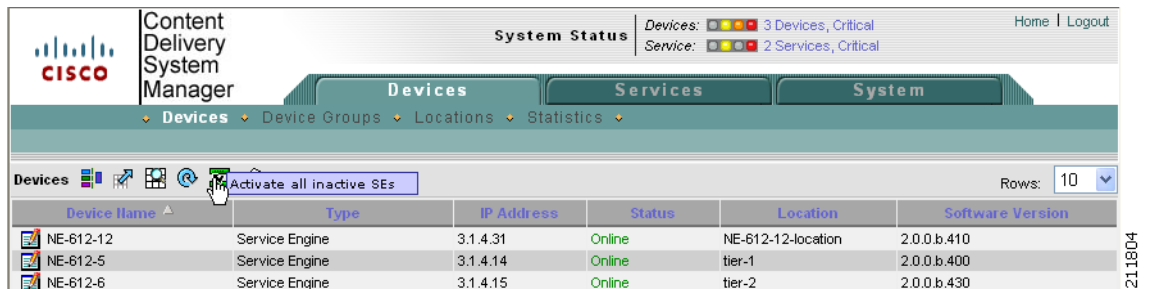 Content
Delivery
System
Manager
CISCO
System Status
Devices: 3 Devices, Critical
Service: 2 Services, Critical
Home | Logout
Devices Services System
Devices Device Groups Locations Statistics
Devices
Activate all inactive SEs
Rows: 10
Device Name Type IP Address Status Location Software Version
NE-612-12 Service Engine 3.1.4.31 Online NE-612-12-location 2.0.0.b.410
NE-612-5 Service Engine 3.1.4.14 Online tier-1 2.0.0.b.400
NE-612-6 Service Engine 3.1.4.15 Online tier-2 2.0.0.b.430
211804